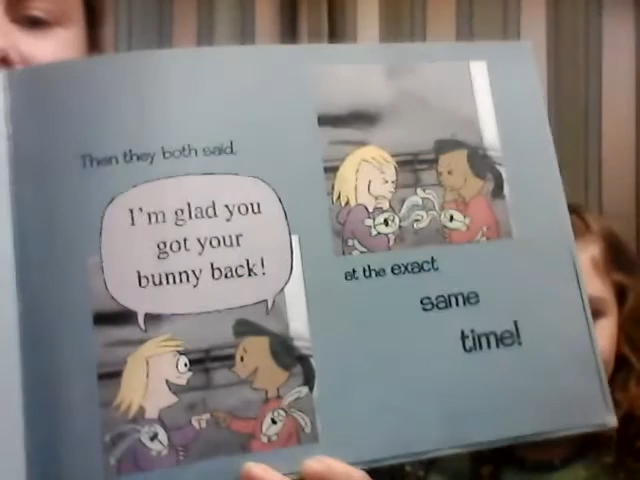 Then they both said,
I'm glad you
got your
bunny back!
at the exact
same
time!